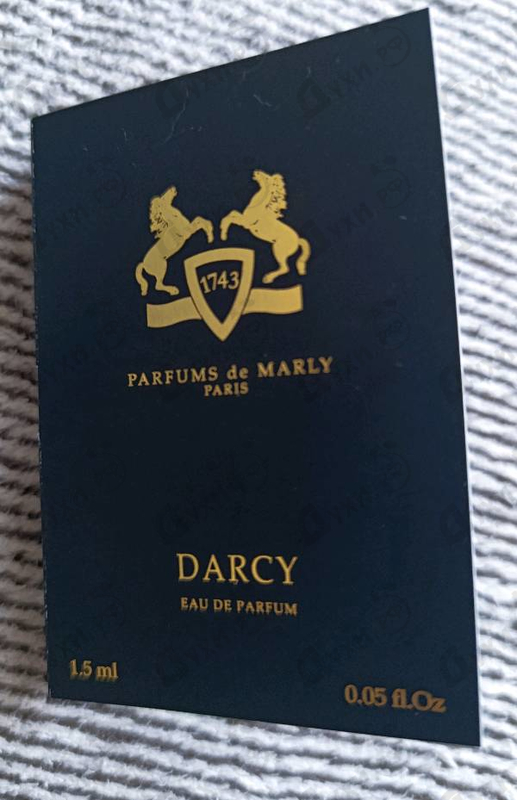 1743
PARFUMS de MARLY
PARIS
DARCY
EAU DE PARFUM
1.5 ml
0.05 fl.Oz